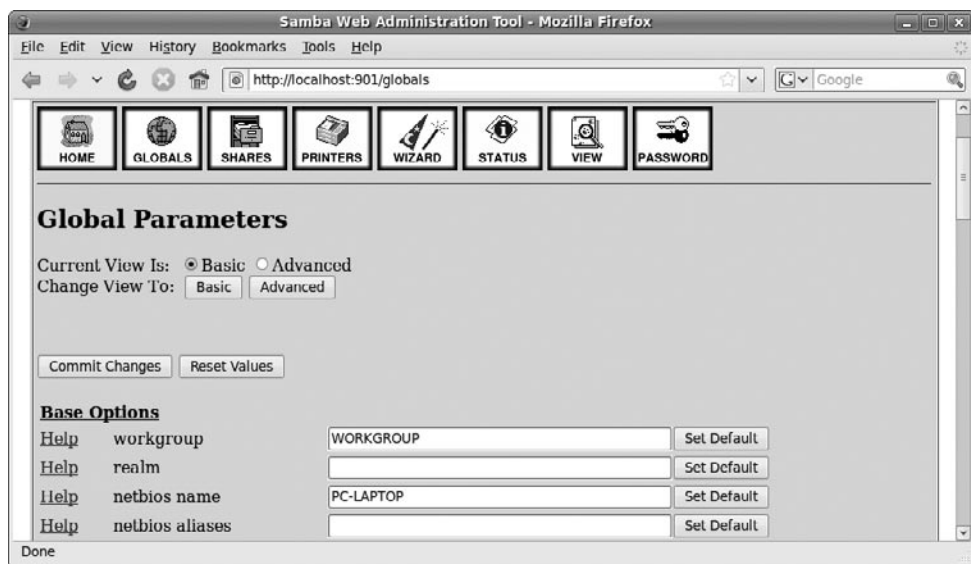 Samba Web Administration Tool - Mozilla Firefox
File Edit View History Bookmarks Tools Help
http://localhost:901/globals
Google
HOME GLOBALS SHARES PRINTERS WIZARD STATUS VIEW PASSWORD
Global Parameters
Current View Is: Basic Advanced
Change View To: Basic Advanced
Commit Changes Reset Values
Base Options
Help workgroup WORKGROUP Set Default
Help realm Set Default
Help netbios name PC-LAPTOP Set Default
Help netbios aliases Set Default
Done